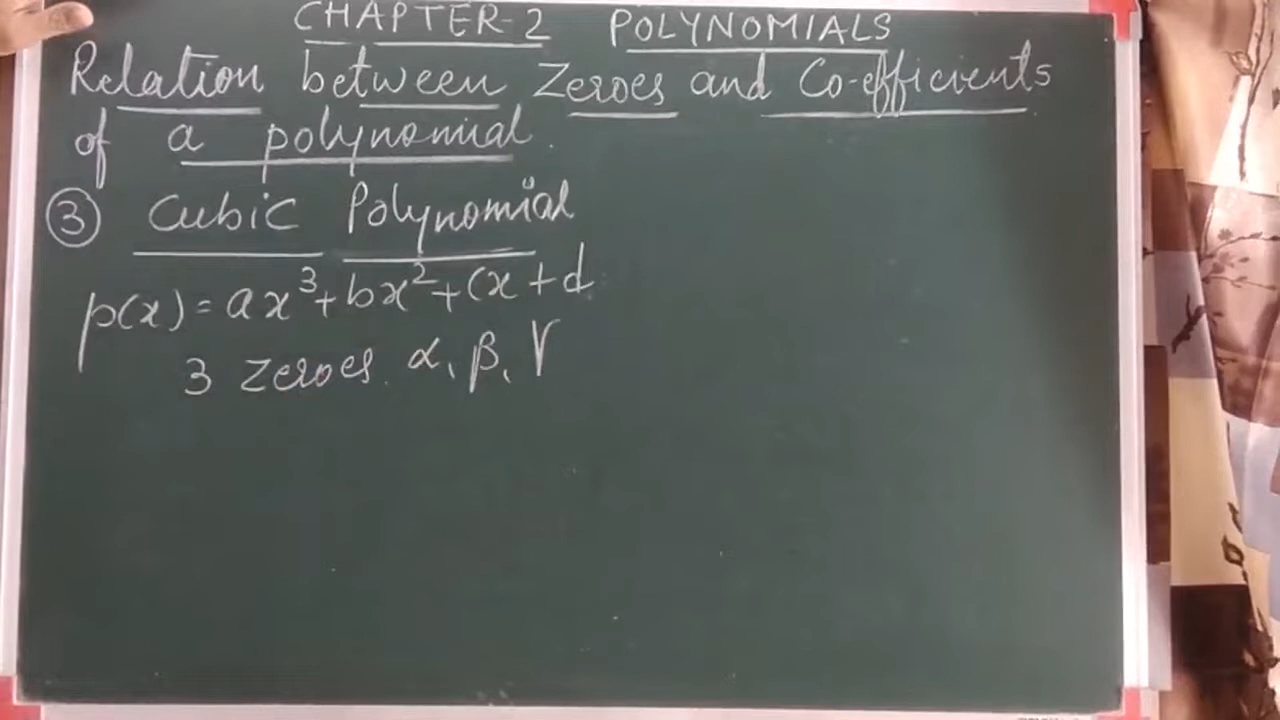 CHAPTER-2 POLYNOMIALS
Relation between Zeroes and Co-efficients
of a polynomial.
③ Cubic Polynomial
p(x) = ax³+bx²+cx+d
3 zeroes α, β, γ